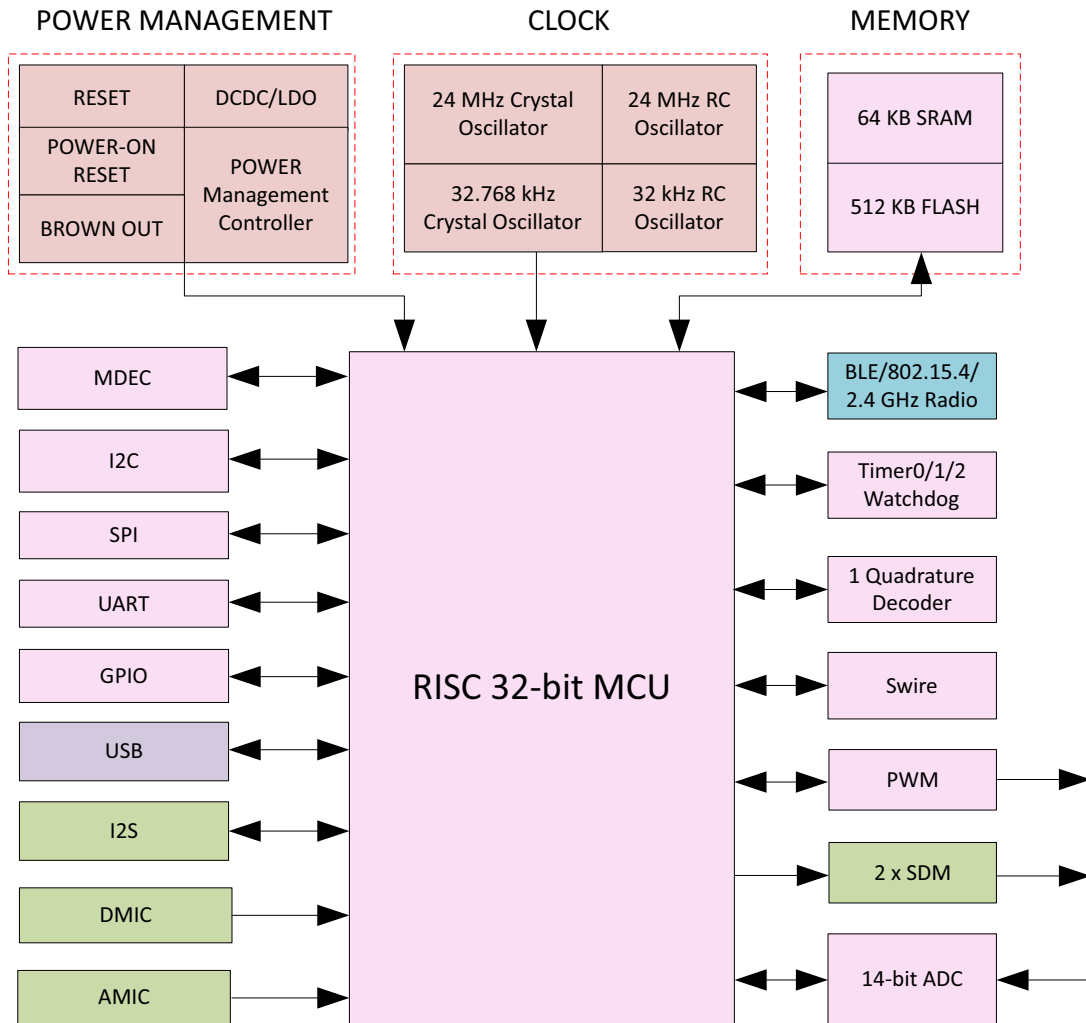 POWER MANAGEMENT
CLOCK
MEMORY
RESET
DCDC/LDO
POWER-ON
RESET
POWER
Management
Controller
BROWN OUT
24 MHz Crystal
Oscillator
24 MHz RC
Oscillator
32.768 kHz
Crystal Oscillator
32 kHz RC
Oscillator
64 KB SRAM
512 KB FLASH
MDEC
I2C
SPI
UART
GPIO
USB
I2S
DMIC
AMIC
RISC 32-bit MCU
BLE/802.15.4/
2.4 GHz Radio
Timer0/1/2
Watchdog
1 Quadrature
Decoder
Swire
PWM
2 x SDM
14-bit ADC